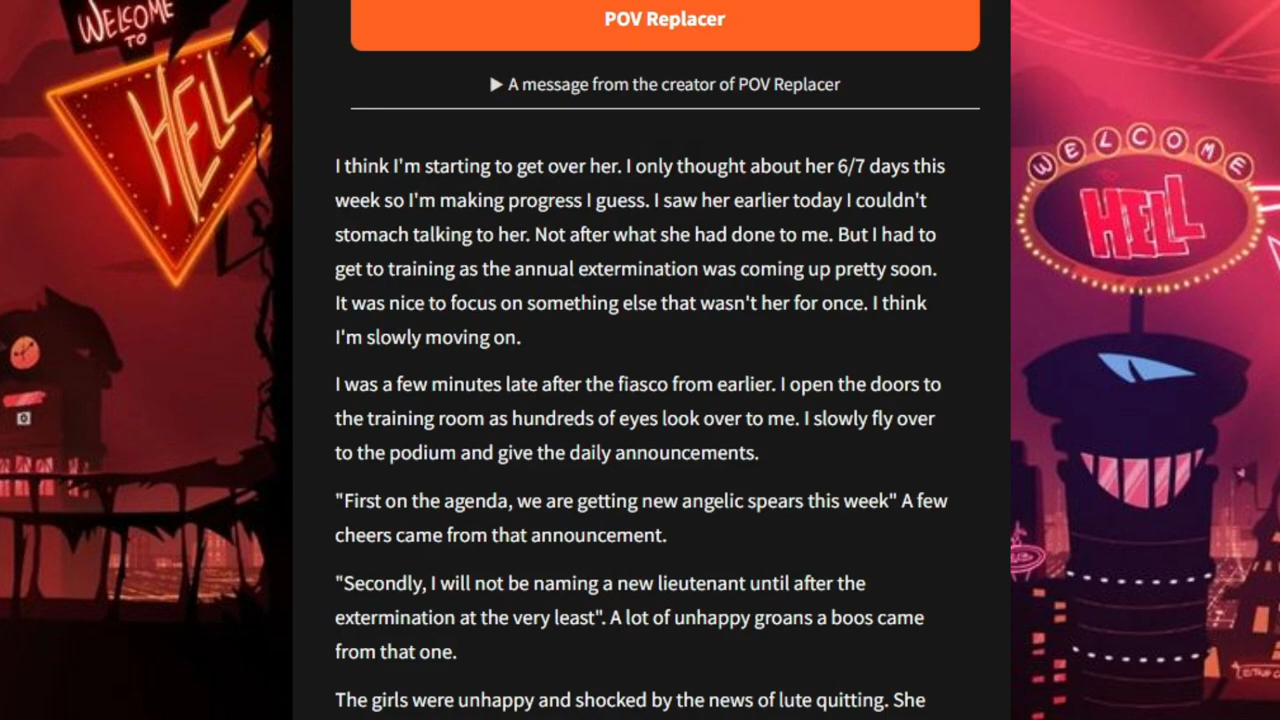 WELCOME
TO
HELL
POV Replacer
▶ A message from the creator of POV Replacer
I think I'm starting to get over her. I only thought about her 6/7 days this
week so I'm making progress I guess. I saw her earlier today I couldn't
stomach talking to her. Not after what she had done to me. But I had to
get to training as the annual extermination was coming up pretty soon.
It was nice to focus on something else that wasn't her for once. I think
I'm slowly moving on.
I was a few minutes late after the fiasco from earlier. I open the doors to
the training room as hundreds of eyes look over to me. I slowly fly over
to the podium and give the daily announcements.
"First on the agenda, we are getting new angelic spears this week" A few
cheers came from that announcement.
"Secondly, I will not be naming a new lieutenant until after the
extermination at the very least". A lot of unhappy groans a boos came
from that one.
The girls were unhappy and shocked by the news of lute quitting. She
WELCOME
HELL